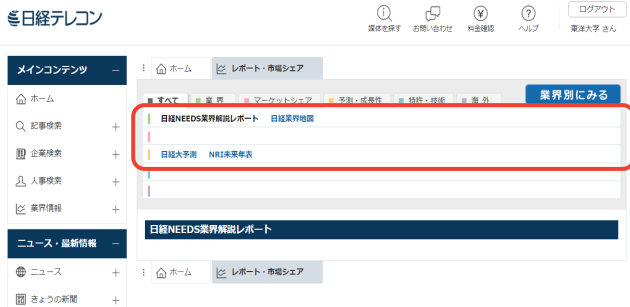 日経テレコン
媒体を探す お問い合わせ 料金確認 ヘルプ
ログアウト
東洋大学 さん
メインコンテンツ
ホーム
記事検索
企業検索
人事検索
業界情報
ニュース・最新情報
ニュース
きょうの新聞
ホーム レポート・市場シェア
すべて 業 界 マーケットシェア 予測・成長性 特許・技術 海 外
業界別にみる
日経NEEDS業界解説レポート 日経業界地図
日経大予測 NRI未来年表
日経NEEDS業界解説レポート
ホーム レポート・市場シェア